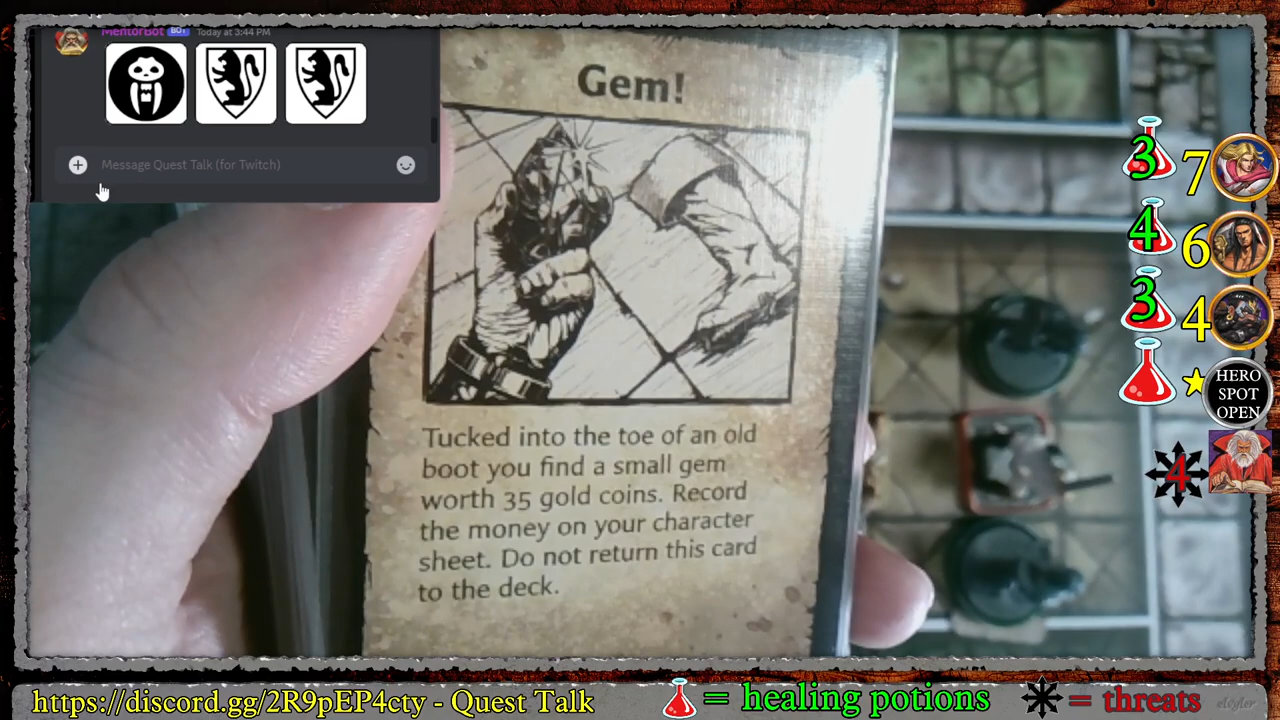 MentorBot BOT Today at 3:44 PM
Message Quest Talk (for Twitch)
Gem!
Tucked into the toe of an old
boot you find a small gem
worth 35 gold coins. Record
the money on your character
sheet. Do not return this card
to the deck.
3 7
4 6
3 4
HERO
SPOT
OPEN
4
https://discord.gg/2R9pEP4cty - Quest Talk
= healing potions
= threats